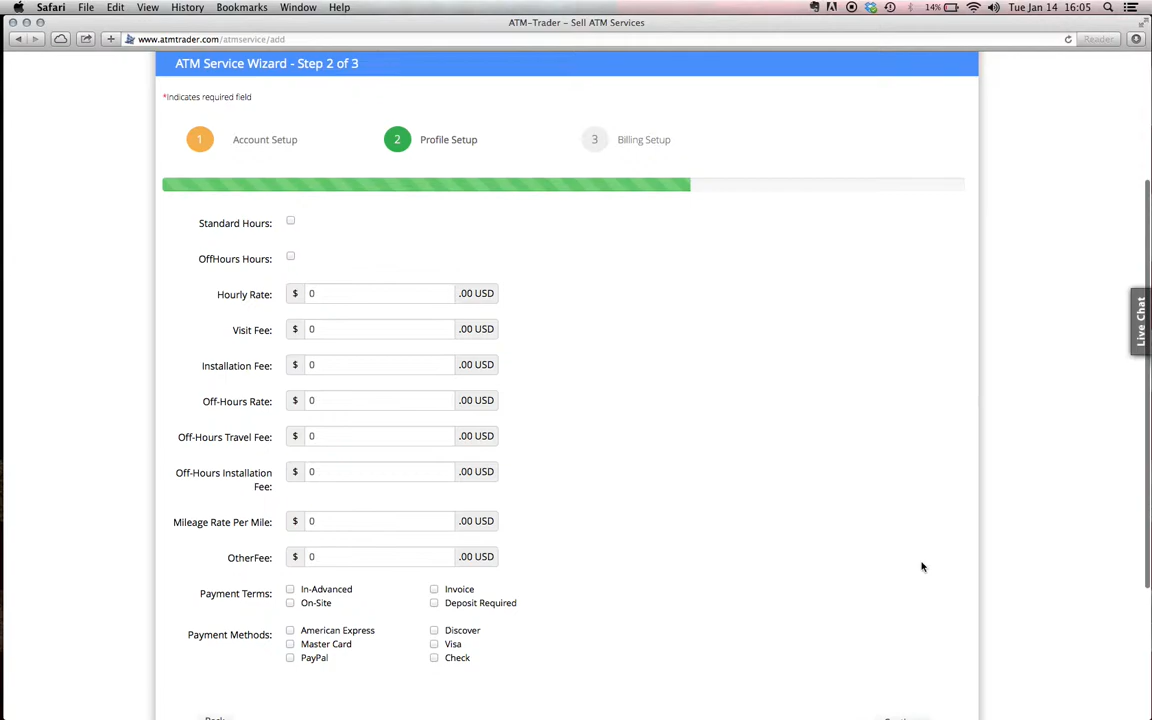 Safari File Edit View History Bookmarks Window Help 14% Tue Jan 14 16:05
ATM-Trader – Sell ATM Services
www.atmtrader.com/atmservice/add Reader
ATM Service Wizard - Step 2 of 3
*Indicates required field
1 Account Setup 2 Profile Setup 3 Billing Setup
Standard Hours:
OffHours Hours:
Hourly Rate: $ 0 .00 USD
Visit Fee: $ 0 .00 USD
Live Chat
Installation Fee: $ 0 .00 USD
Off-Hours Rate: $ 0 .00 USD
Off-Hours Travel Fee: $ 0 .00 USD
Off-Hours Installation $ 0 .00 USD
Fee:
Mileage Rate Per Mile: $ 0 .00 USD
OtherFee: $ 0 .00 USD
Payment Terms: In-Advanced Invoice
On-Site Deposit Required
Payment Methods: American Express Discover
Master Card Visa
PayPal Check